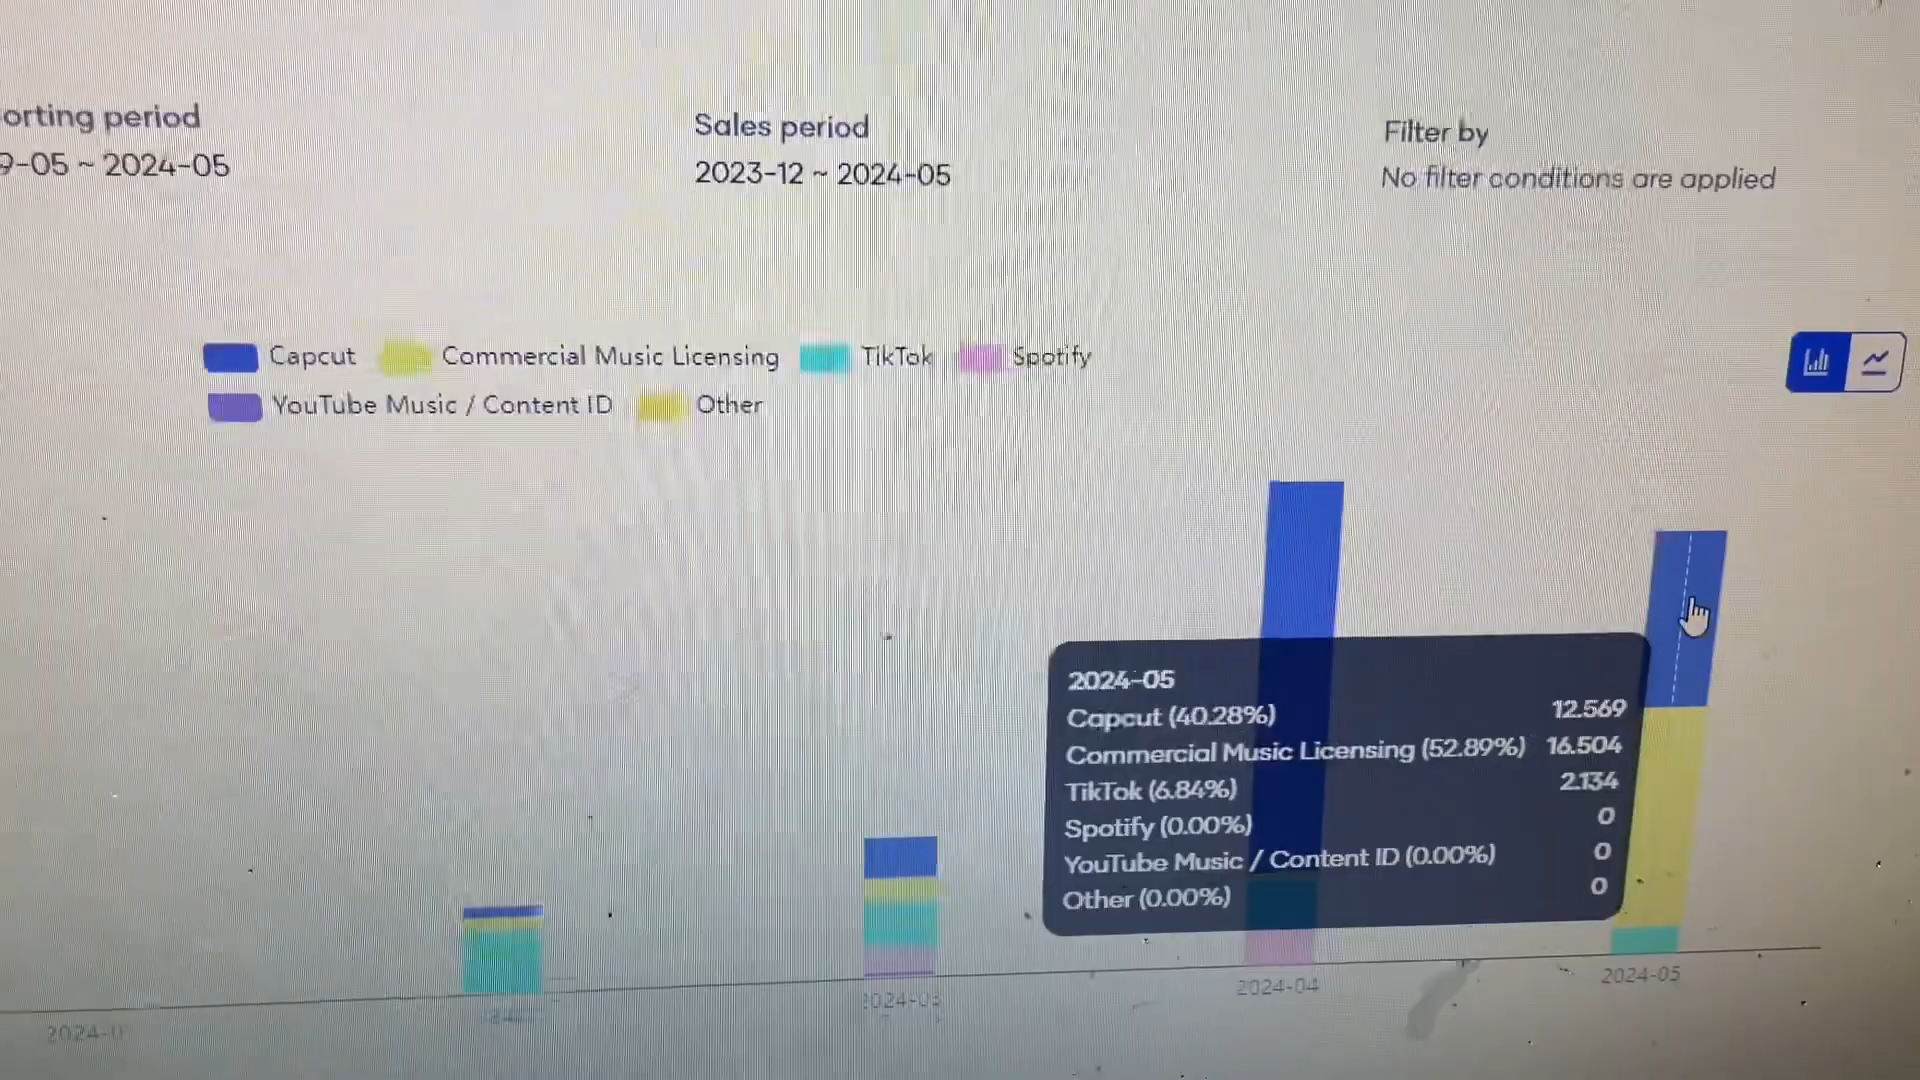 orting period
9-05 ~ 2024-05
Sales period
2023-12 ~ 2024-05
Filter by
No filter conditions are applied
Capcut
Commercial Music Licensing
TikTok
Spotify
YouTube Music / Content ID
Other
2024-05
Capcut (40.28%) 12.569
Commercial Music Licensing (52.89%) 16.504
TikTok (6.84%) 2.134
Spotify (0.00%) 0
YouTube Music / Content ID (0.00%) 0
Other (0.00%) 0
2024-0
2024-04
2024-05